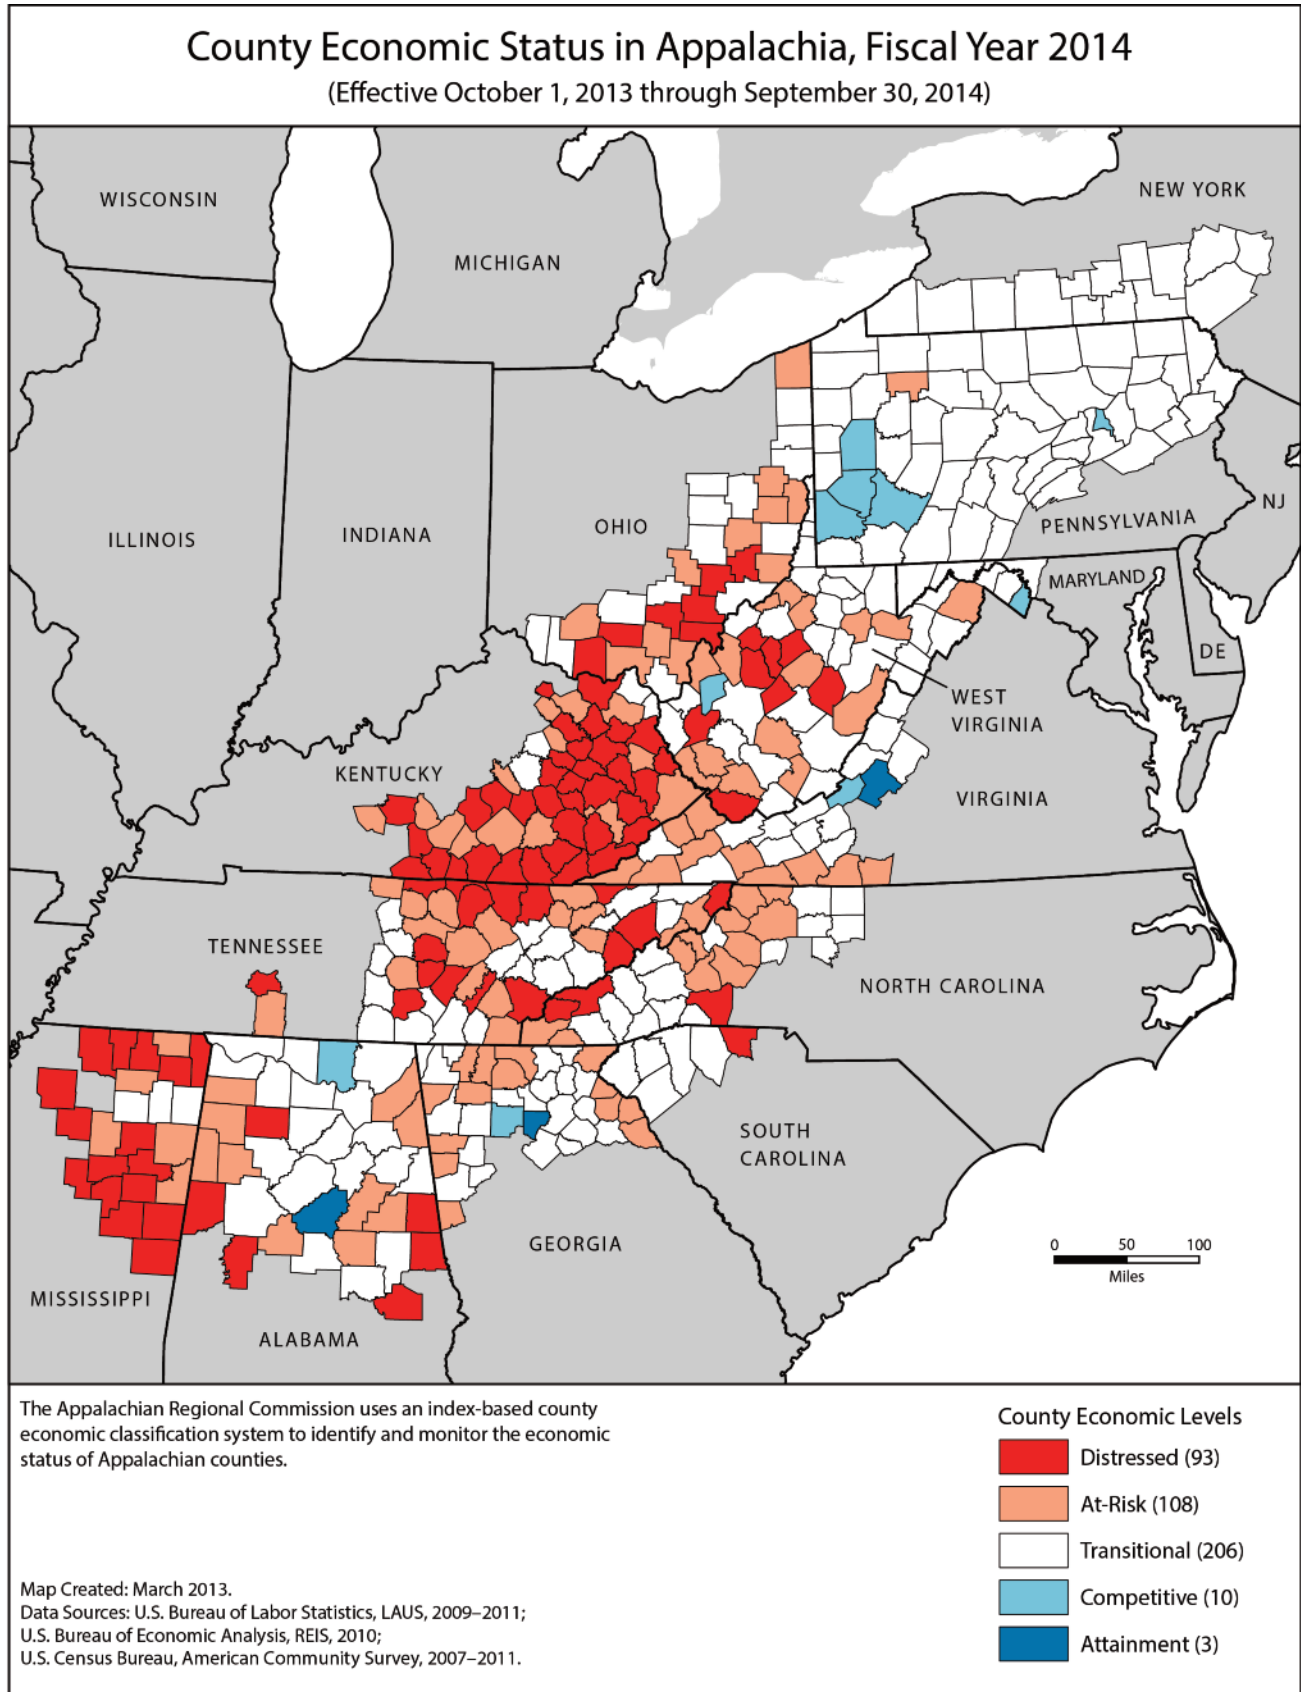 County Economic Status in Appalachia, Fiscal Year 2014
(Effective October 1, 2013 through September 30, 2014)
WISCONSIN
NEW YORK
MICHIGAN
ILLINOIS
INDIANA
OHIO
PENNSYLVANIA
NJ
MARYLAND
DE
WEST
VIRGINIA
KENTUCKY
VIRGINIA
TENNESSEE
NORTH CAROLINA
SOUTH
CAROLINA
GEORGIA
MISSISSIPPI
ALABAMA
0 50 100
Miles
The Appalachian Regional Commission uses an index-based county
economic classification system to identify and monitor the economic
status of Appalachian counties.
Map Created: March 2013.
Data Sources: U.S. Bureau of Labor Statistics, LAUS, 2009–2011;
U.S. Bureau of Economic Analysis, REIS, 2010;
U.S. Census Bureau, American Community Survey, 2007–2011.
County Economic Levels
Distressed (93)
At-Risk (108)
Transitional (206)
Competitive (10)
Attainment (3)